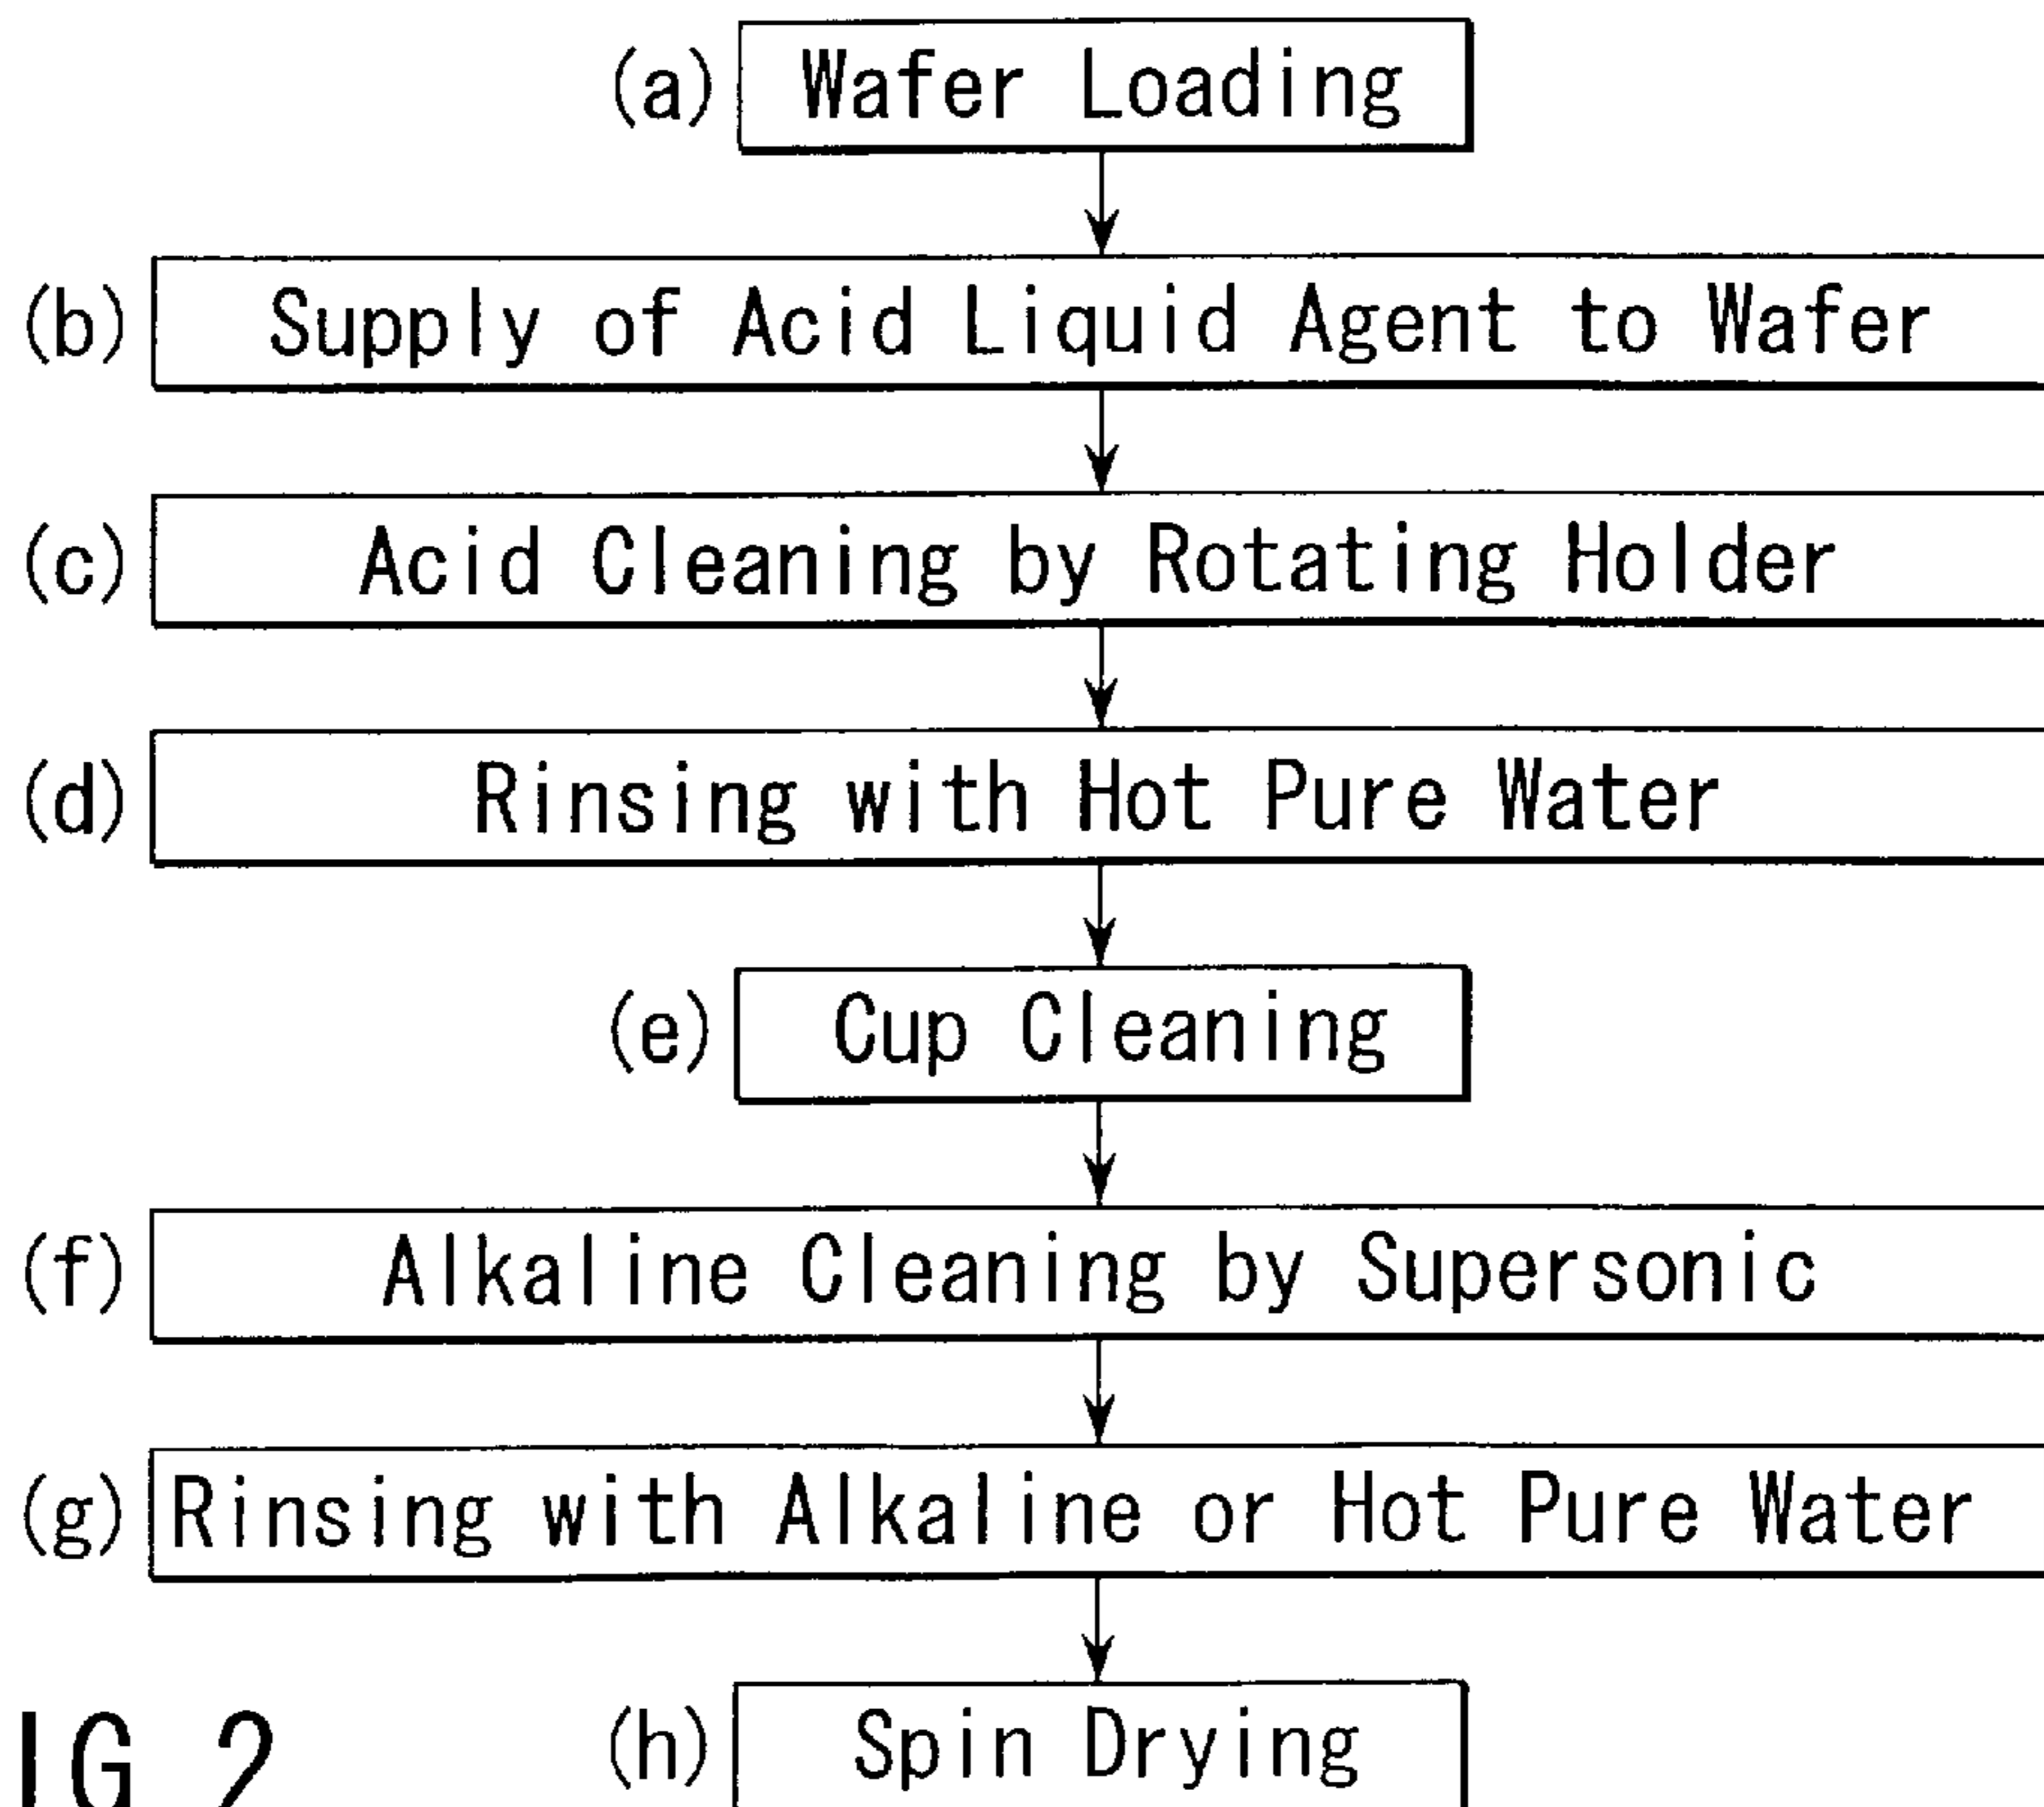 (a) Wafer Loading
(b) Supply of Acid Liquid Agent to Wafer
(c) Acid Cleaning by Rotating Holder
(d) Rinsing with Hot Pure Water
(e) Cup Cleaning
(f) Alkaline Cleaning by Supersonic
(g) Rinsing with Alkaline or Hot Pure Water
(h) Spin Drying
IG 2